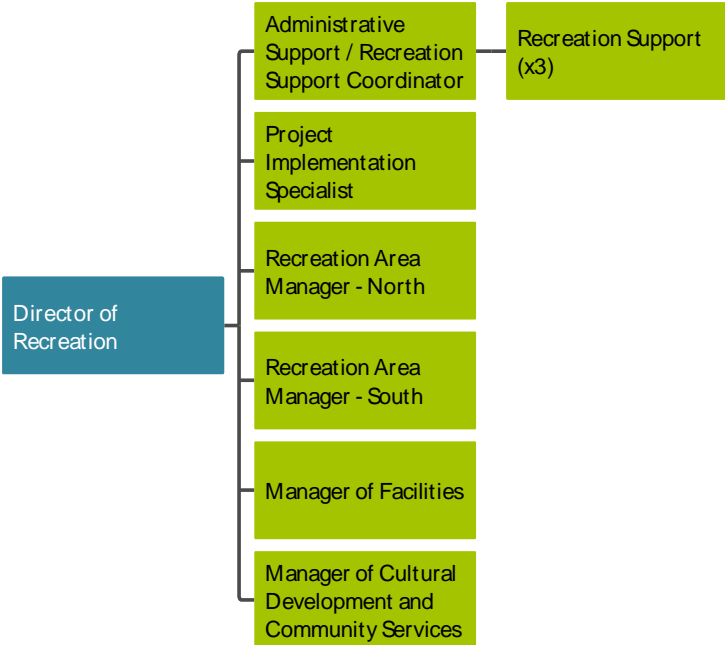 Administrative
Support / Recreation
Support Coordinator
Recreation Support
(x3)
Project
Implementation
Specialist
Recreation Area
Manager - North
Director of
Recreation
Recreation Area
Manager - South
Manager of Facilities
Manager of Cultural
Development and
Community Services